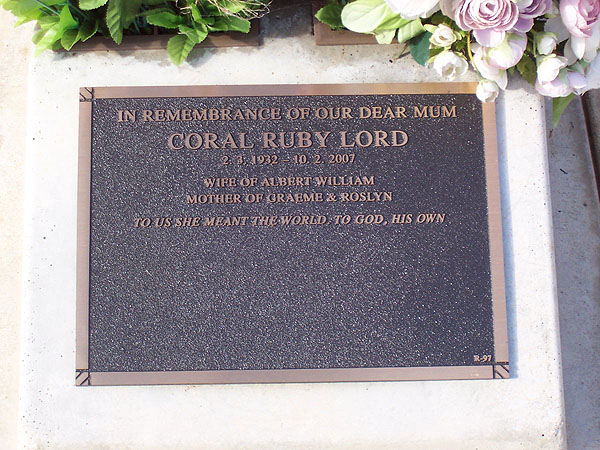 IN REMEMBRANCE OF OUR DEAR MUM
CORAL RUBY LORD
2. 3. 1932 – 10. 2. 2007
WIFE OF ALBERT WILLIAM
MOTHER OF GRAEME & ROSLYN
TO US SHE MEANT THE WORLD, TO GOD, HIS OWN
R-97